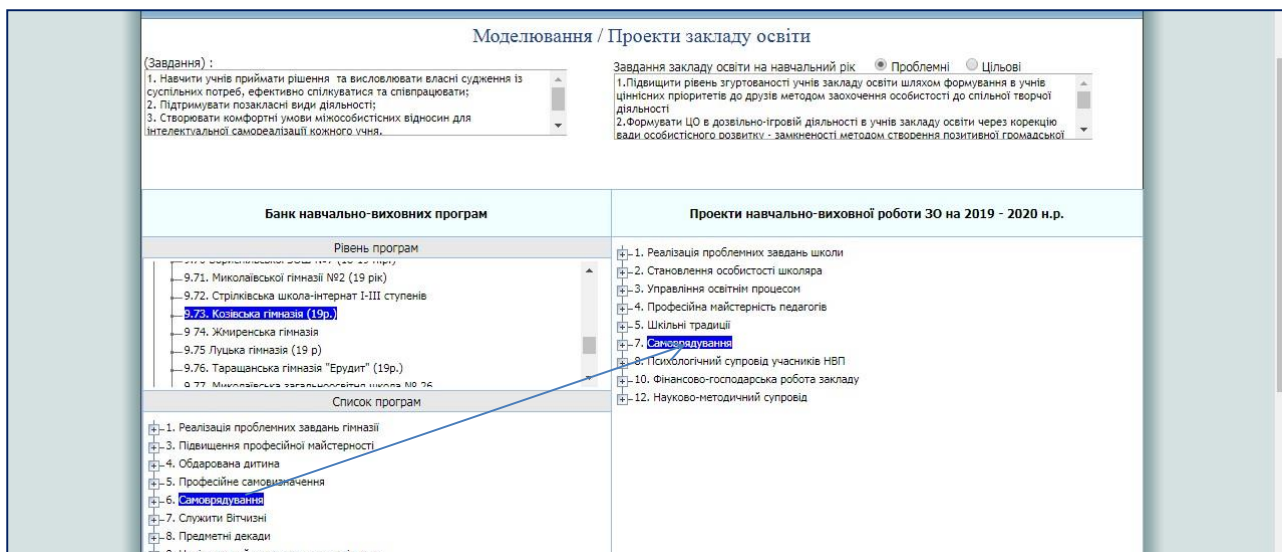 Моделювання / Проекти закладу освіти
(Завдання) :
1. Навчити учнів приймати рішення та висловлювати власні судження із
суспільних потреб, ефективно спілкуватися та співпрацювати;
2. Підтримувати позакласні види діяльності;
3. Створювати комфортні умови міжособистісних відносин для
інтелектуальної самореалізації кожного учня.
Завдання закладу освіти на навчальний рік Проблемні Цільові
1.Підвищити рівень згуртованості учнів закладу освіти шляхом формування в учнів
ціннісних пріоритетів до друзів методом заохочення особистості до спільної творчої
діяльності
2.Формувати ЦО в дозвільно-ігровій діяльності в учнів закладу освіти через корекцію
вади особистісного розвитку - замкненості методом створення позитивної громадської
Банк навчально-виховних програм
Рівень програм
9.71. Миколаївської гімназії №2 (19 рік)
9.72. Стрілківська школа-інтернат І-ІІІ ступенів
9.73. Козівська гімназія (19р.)
9 74. Жмиренська гімназія
9.75 Луцька гімназія (19 р)
9.76. Таращанська гімназія "Ерудит" (19р.)
9.77. Миколаївська загальноосвітня школа № 26
Список програм
1. Реалізація проблемних завдань гімназії
3. Підвищення професійної майстерності
4. Обдарована дитина
5. Професійне самовизначення
6. Самоврядування
7. Служити Вітчизні
8. Предметні декади
Проекти навчально-виховної роботи ЗО на 2019 - 2020 н.р.
1. Реалізація проблемних завдань школи
2. Становлення особистості школяра
3. Управління освітнім процесом
4. Професійна майстерність педагогів
5. Шкільні традиції
7. Самоврядування
8. Психологічний супровід учасників НВП
10. Фінансово-господарська робота закладу
12. Науково-методичний супровід